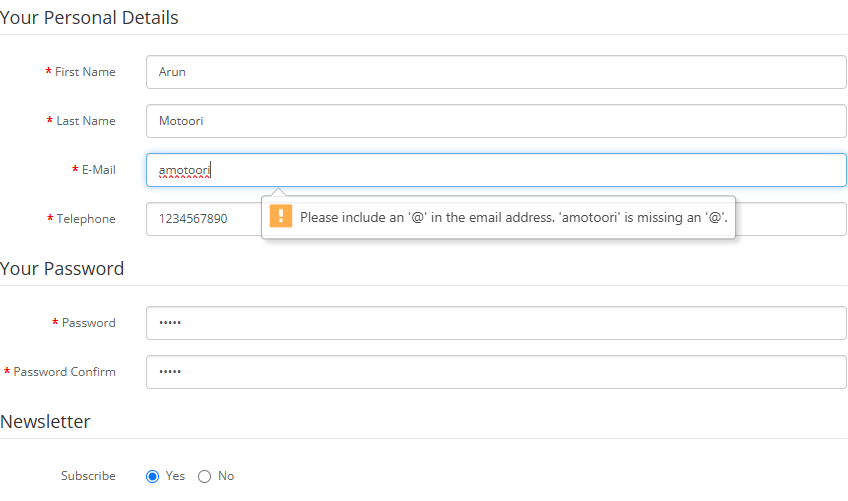 Your Personal Details
* First Name Arun
* Last Name Motoori
* E-Mail amotoori
* Telephone 1234567890
Please include an '@' in the email address. 'amotoori' is missing an '@'.
Your Password
* Password •••••
* Password Confirm •••••
Newsletter
Subscribe Yes No